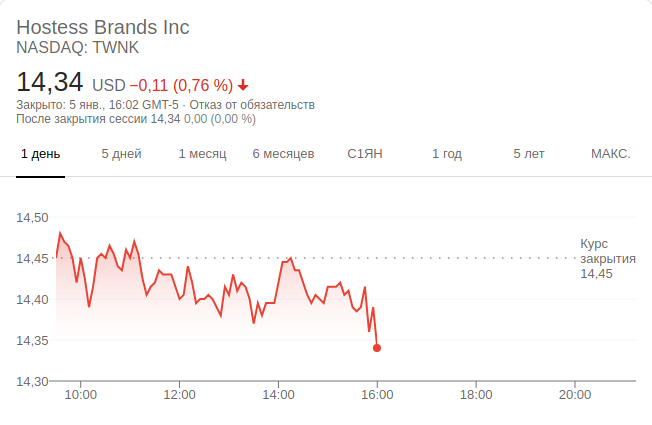 Hostess Brands Inc
NASDAQ: TWNK
14,34 USD −0,11 (0,76 %)
Закрыто: 5 янв., 16:02 GMT-5 · Отказ от обязательств
После закрытия сессии 14,34 0,00 (0,00 %)
1 день 5 дней 1 месяц 6 месяцев С1ЯН 1 год 5 лет МАКС.
14,50
Курс
14,45 закрытия
14,45
14,40
14,35
14,30
10:00 12:00 14:00 16:00 18:00 20:00